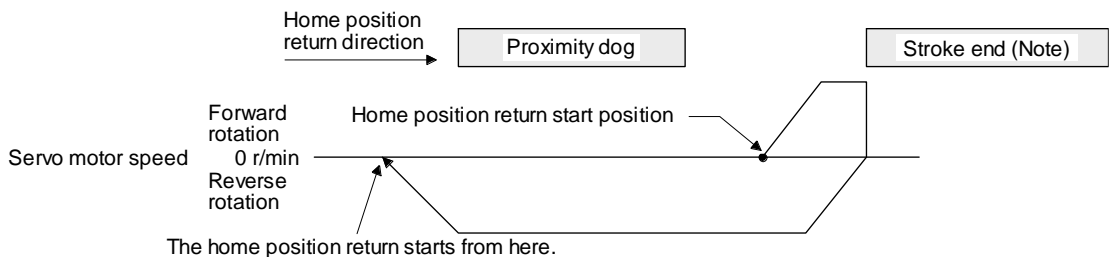 Home position
return direction
Proximity dog
Stroke end (Note)
Forward
rotation
Home position return start position
Servo motor speed
0 r/min
Reverse
rotation
The home position return starts from here.